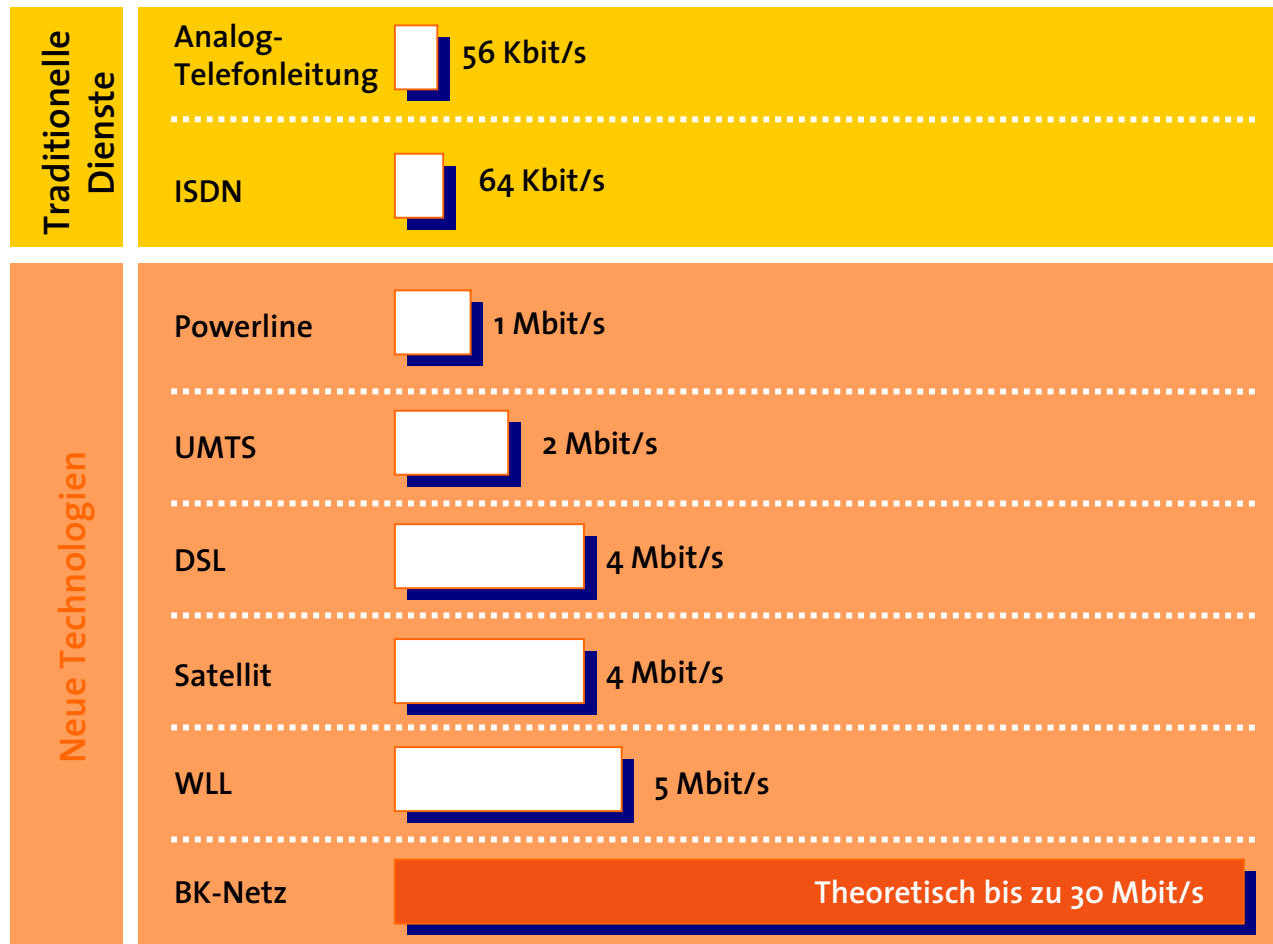 Traditionelle
Dienste
Analog-
Telefonleitung
56 Kbit/s
ISDN
64 Kbit/s
Neue Technologien
Powerline
1 Mbit/s
UMTS
2 Mbit/s
DSL
4 Mbit/s
Satellit
4 Mbit/s
WLL
5 Mbit/s
BK-Netz
Theoretisch bis zu 30 Mbit/s